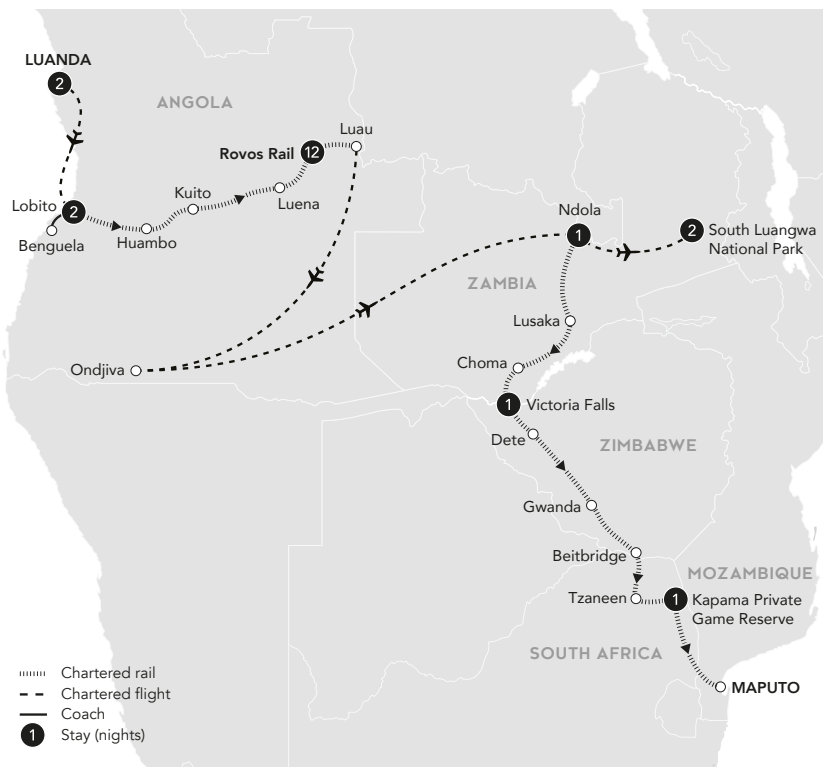 LUANDA
2
ANGOLA
Luau
Rovos Rail
12
Kuito
Luena
Lobito
2
Benguela
Huambo
Ndola
1
2
South Luangwa
National Park
ZAMBIA
Lusaka
Ondjiva
Choma
1
Victoria Falls
Dete
ZIMBABWE
Gwanda
Beitbridge
MOZAMBIQUE
Tzaneen
1
Kapama Private
Game Reserve
SOUTH AFRICA
MAPUTO
Chartered rail
Chartered flight
Coach
1
Stay (nights)